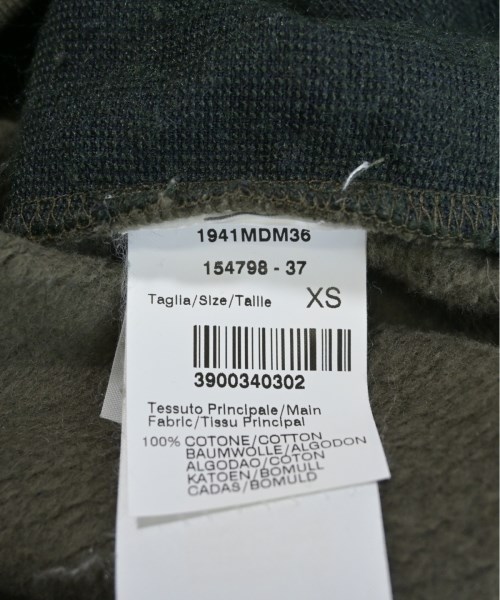 1941MDM36
154798 - 37
Taglia/Size/Taille XS
3900340302
Tessuto Principale/Main
Fabric/Tissu Principal
100% COTONE/COTTON
BAUMWOLLE/ALGODON
ALGODAO/COTON
KATOEN/BOMULL
CADAS/BOMULD